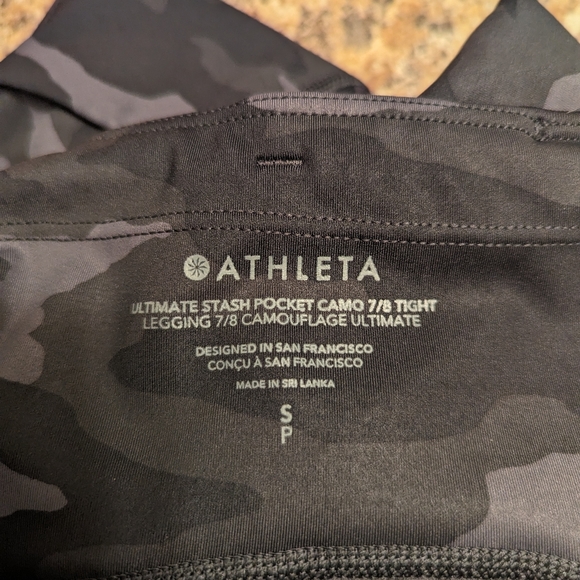 ATHLETA
ULTIMATE STASH POCKET CAMO 7/8 TIGHT
LEGGING 7/8 CAMOUFLAGE ULTIMATE
DESIGNED IN SAN FRANCISCO
CONÇU À SAN FRANCISCO
MADE IN SRI LANKA
S
P